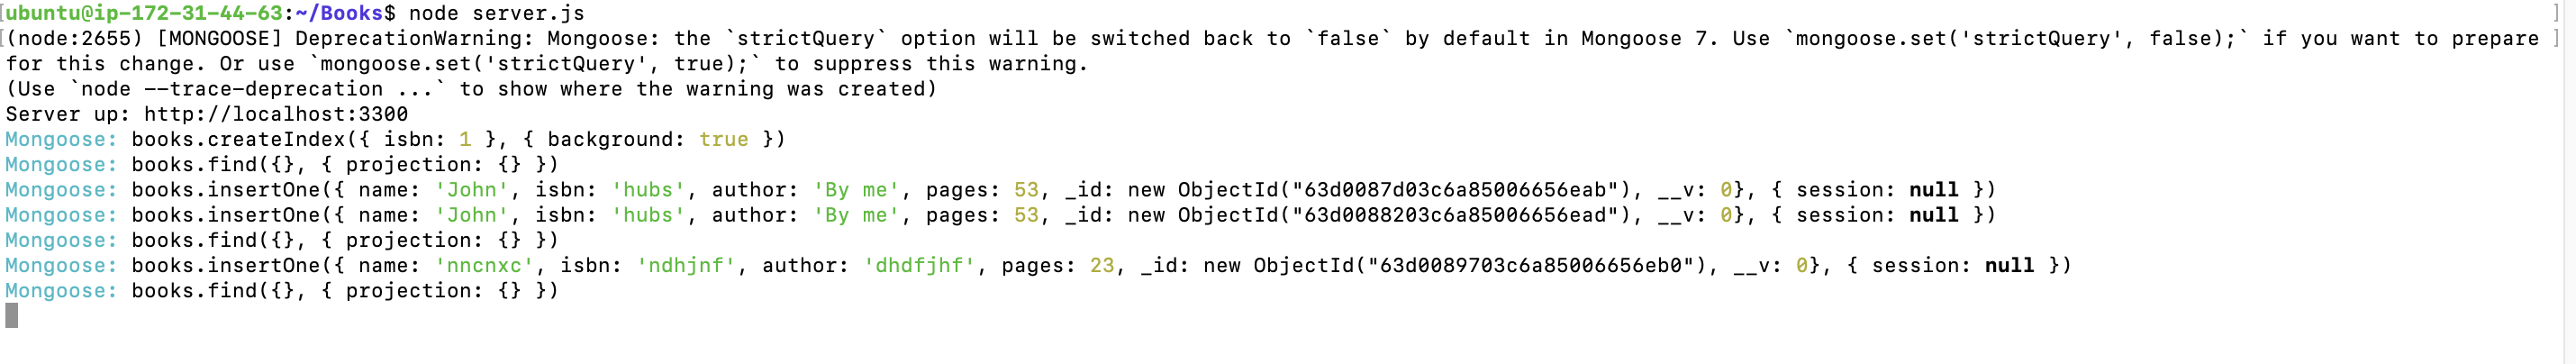 ubuntu@ip-172-31-44-63:~/Books$ node server.js
(node:2655) [MONGOOSE] DeprecationWarning: Mongoose: the `strictQuery` option will be switched back to `false` by default in Mongoose 7. Use `mongoose.set('strictQuery', false);` if you want to prepare
for this change. Or use `mongoose.set('strictQuery', true);` to suppress this warning.
(Use `node --trace-deprecation ...` to show where the warning was created)
Server up: http://localhost:3300
Mongoose: books.createIndex({ isbn: 1 }, { background: true })
Mongoose: books.find({}, { projection: {} })
Mongoose: books.insertOne({ name: 'John', isbn: 'hubs', author: 'By me', pages: 53, _id: new ObjectId("63d0087d03c6a85006656eab"), __v: 0}, { session: null })
Mongoose: books.insertOne({ name: 'John', isbn: 'hubs', author: 'By me', pages: 53, _id: new ObjectId("63d0088203c6a85006656ead"), __v: 0}, { session: null })
Mongoose: books.find({}, { projection: {} })
Mongoose: books.insertOne({ name: 'nncnxc', isbn: 'ndhjnf', author: 'dhdfjhf', pages: 23, _id: new ObjectId("63d0089703c6a85006656eb0"), __v: 0}, { session: null })
Mongoose: books.find({}, { projection: {} })